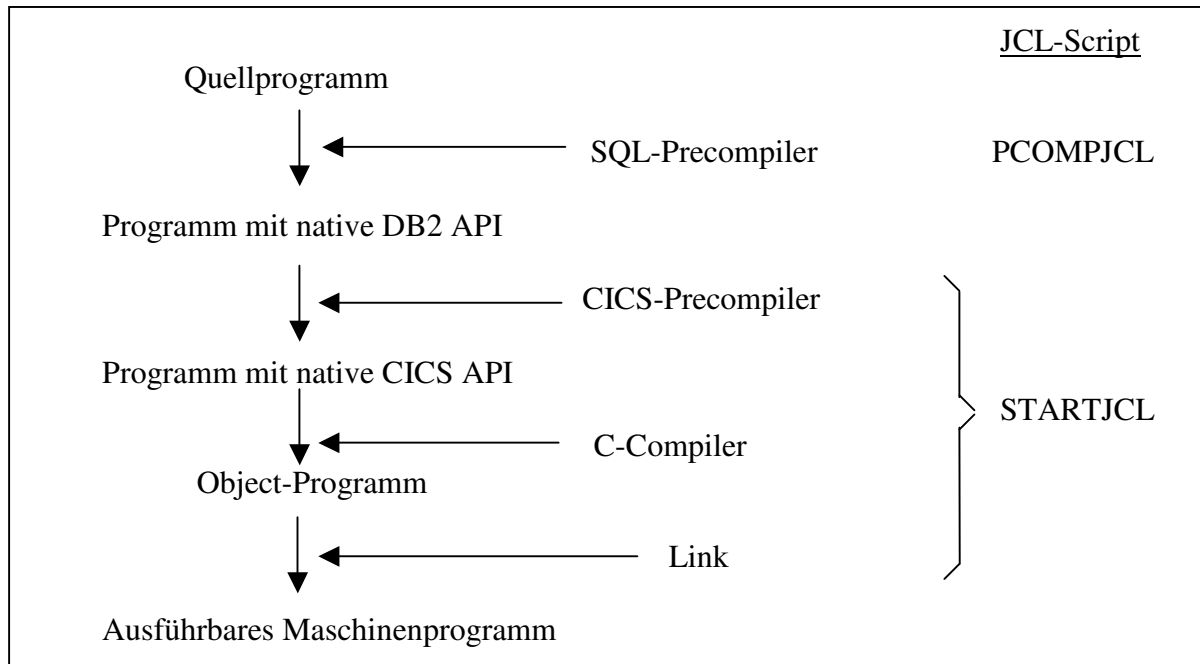 JCL-Script
Quellprogramm
SQL-Precompiler PCOMPJCL
Programm mit native DB2 API
CICS-Precompiler
Programm mit native CICS API
STARTJCL
C-Compiler
Object-Programm
Link
Ausführbares Maschinenprogramm